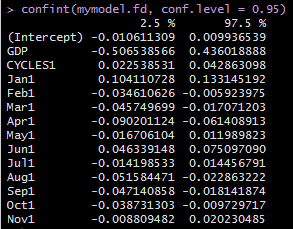 > confint(mymodel.fd, conf.level = 0.95)
2.5 % 97.5 %
(Intercept) -0.010611309 0.009936539
GDP -0.506538566 0.436018888
CYCLES1 0.022538531 0.042863098
Jan1 0.104110728 0.133145192
Feb1 -0.034610626 -0.005923975
Mar1 -0.045749699 -0.017071203
Apr1 -0.090201124 -0.061408913
May1 -0.016706104 0.011989823
Jun1 0.046339148 0.075097090
Jul1 -0.014198533 0.014456791
Aug1 -0.051584471 -0.022863222
Sep1 -0.047140858 -0.018141874
Oct1 -0.038731303 -0.009729717
Nov1 -0.008809482 0.020230485